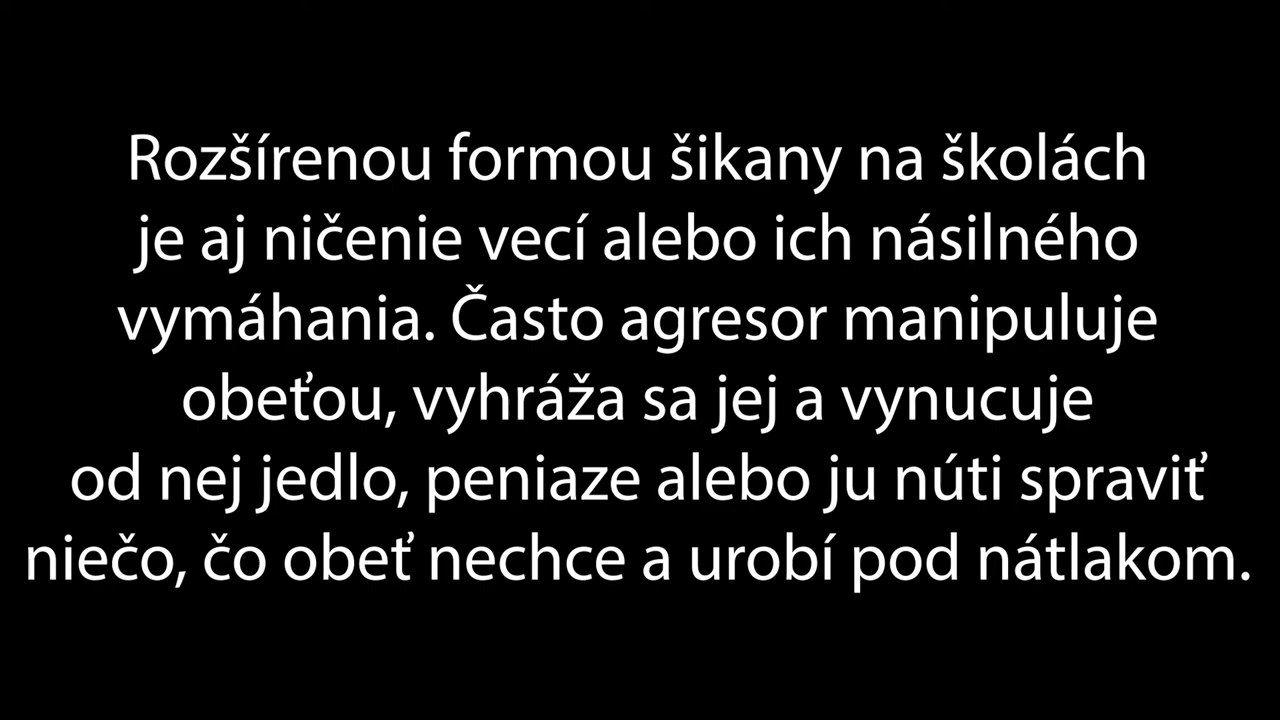 Rozšírenou formou šikany na školách
je aj ničenie vecí alebo ich násilného
vymáhania. Často agresor manipuluje
obeťou, vyhráža sa jej a vynucuje
od nej jedlo, peniaze alebo ju núti spraviť
niečo, čo obeť nechce a urobí pod nátlakom.